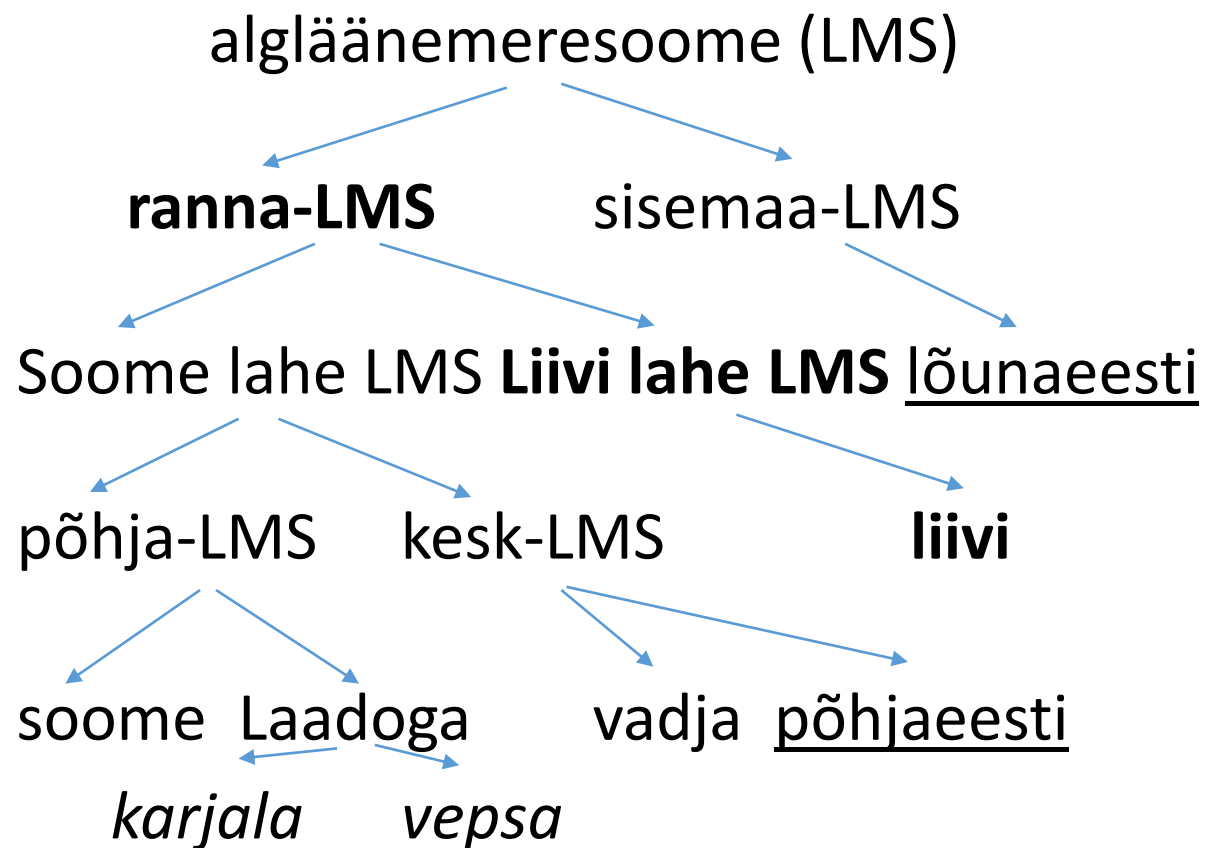 algläänemeresoome (LMS)
ranna-LMS sisemaa-LMS
Soome lahe LMS Liivi lahe LMS lõunaeesti
põhja-LMS kesk-LMS liivi
soome Laadoga vadja põhjaeesti
karjala vepsa